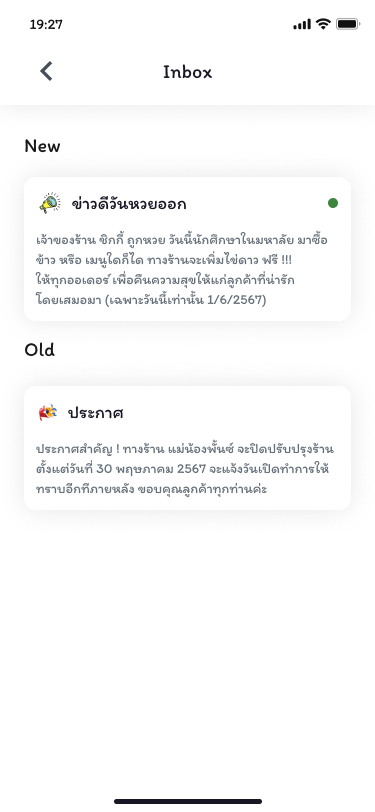 19:27
Inbox
New
ข่าวดีวันหวยออก
เจ้าของร้าน ซิกกี้ ถูกหวย วันนี้นักศึกษาในมหาลัย มาซื้อ
ข้าว หรือ เมนูใดก็ได ทางร้านจะเพิ่มไข่ดาว ฟรี !!!
ให้ทุกออเดอร์ เพื่อคืนความสุขให้แก่ลูกค้าที่น่ารัก
โดยเสมอมา (เฉพาะวันนี้เท่านั้น 1/6/2567)
Old
ประกาศ
ประกาศสำคัญ ! ทางร้าน แม่น้องพั้นซ์ จะปิดปรับปรุงร้าน
ตั้งแต่วันที่ 30 พฤษภาคม 2567 จะแจ้งวันเปิดทำการให้
ทราบอีกทีภายหลัง ขอบคุณลูกค้าทุกท่านค่ะ